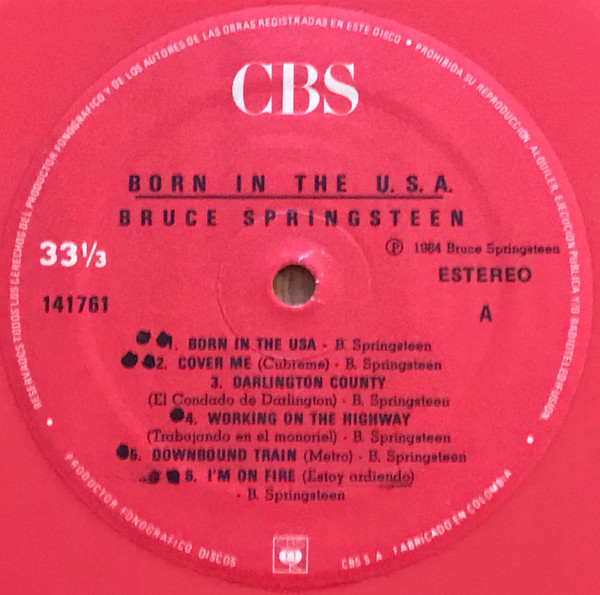 RESERVADOS TODOS LOS DERECHOS DEL PRODUCTOR FONOGRAFICO Y DE LOS AUTORES DE LAS OBRAS REGISTRADAS EN ESTE DISCO • PROHIBIDA SU REPRODUCCION, ALQUILER, EJECUCION PUBLICA Y/O RADIOTELEDIFUSION.
CBS
BORN IN THE U.S.A.
BRUCE SPRINGSTEEN
33⅓
Ⓟ 1984 Bruce Springsteen
ESTEREO
141761
A
1. BORN IN THE USA - B. Springsteen
2. COVER ME (Cubreme) - B. Springsteen
3. DARLINGTON COUNTY
(El Condado de Darlington) - B. Springsteen
4. WORKING ON THE HIGHWAY
(Trabajando en el monoriel) - B. Springsteen
5. DOWNBOUND TRAIN (Metro) - B. Springsteen
6. I'M ON FIRE (Estoy ardiendo)
- B. Springsteen
PRODUCTOR FONOGRAFICO DISCOS
CBS
CBS S A FABRICADO EN COLOMBIA